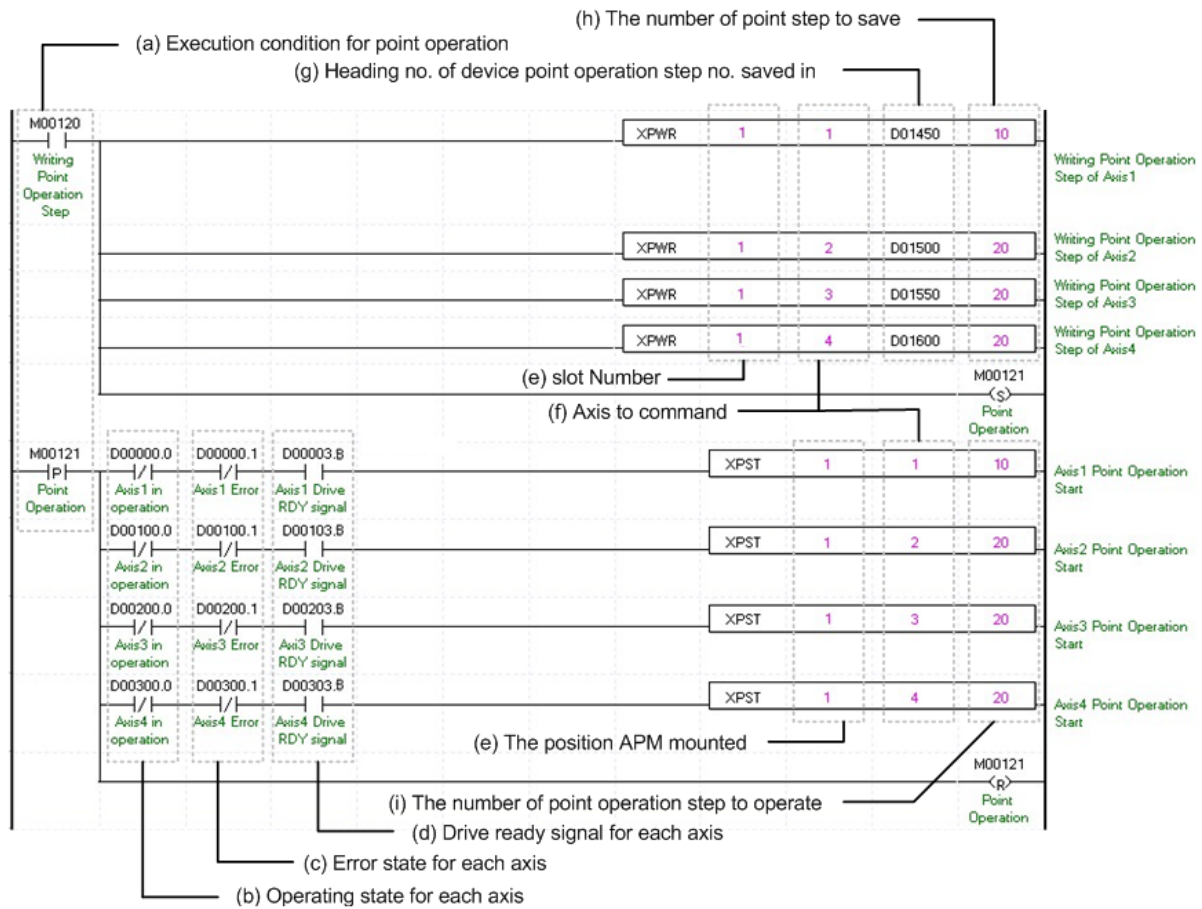 (h) The number of point step to save
(a) Execution condition for point operation
(g) Heading no. of device point operation step no. saved in
M00120
XPWR 1 1 D01450 10
Writing
Point
Operation
Step
Writing Point Operation
Step of Axis1
XPWR 1 2 D01500 20
Writing Point Operation
Step of Axis2
XPWR 1 3 D01550 20
Writing Point Operation
Step of Axis3
XPWR 1 4 D01600 20
Writing Point Operation
Step of Axis4
(e) slot Number
M00121
S
Point
Operation
(f) Axis to command
M00121 D00000.0 D00000.1 D00003.B
P
XPST 1 1 10
Point
Operation
Axis1 in
operation
Axis1 Error
Axis1 Drive
RDY signal
Axis1 Point Operation
Start
D00100.0 D00100.1 D00103.B
XPST 1 2 20
Axis2 in
operation
Axis2 Error
Axis2 Drive
RDY signal
Axis2 Point Operation
Start
D00200.0 D00200.1 D00203.B
XPST 1 3 20
Axis3 in
operation
Axis3 Error
Axi3 Drive
RDY signal
Axis3 Point Operation
Start
D00300.0 D00300.1 D00303.B
XPST 1 4 20
Axis4 in
operation
Axis4 Error
Axis4 Drive
RDY signal
Axis4 Point Operation
Start
(e) The position APM mounted
M00121
R
Point
Operation
(i) The number of point operation step to operate
(d) Drive ready signal for each axis
(c) Error state for each axis
(b) Operating state for each axis